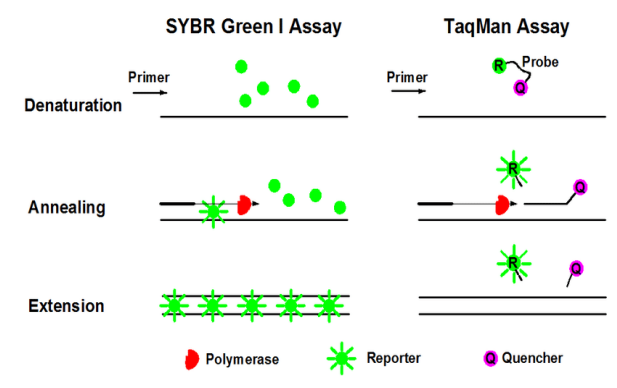 SYBR Green I Assay
TaqMan Assay
Primer
Primer
R
Probe
Q
Denaturation
R
Q
Annealing
R
Q
Extension
Polymerase
Reporter
Q
Quencher